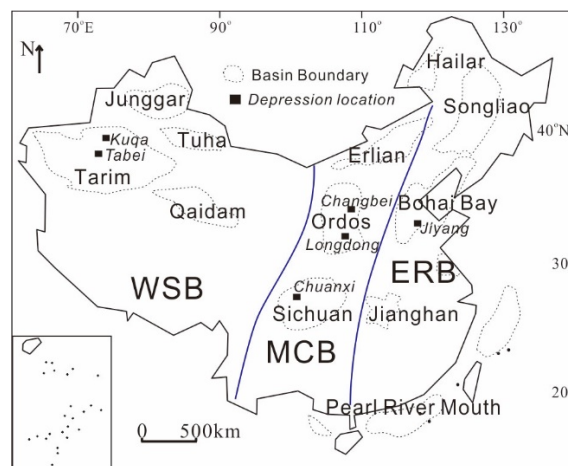 70°E 90° 110° 130°
N
Basin Boundary
Depression location
Hailar
Junggar
Songliao
Kuqa
Tuha
40°N
Tabei
Erlian
Tarim
Changbei
Bohai Bay
Qaidam
Ordos
Jiyang
Longdong
30
ERB
WSB
Chuanxi
Sichuan
Jianghan
MCB
20
Pearl River Mouth
0 500km